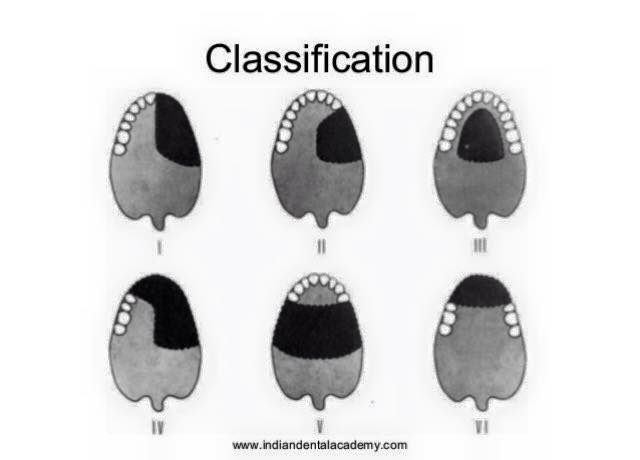 Classification
I II III
IV V VI
www.indiandentalacademy.com